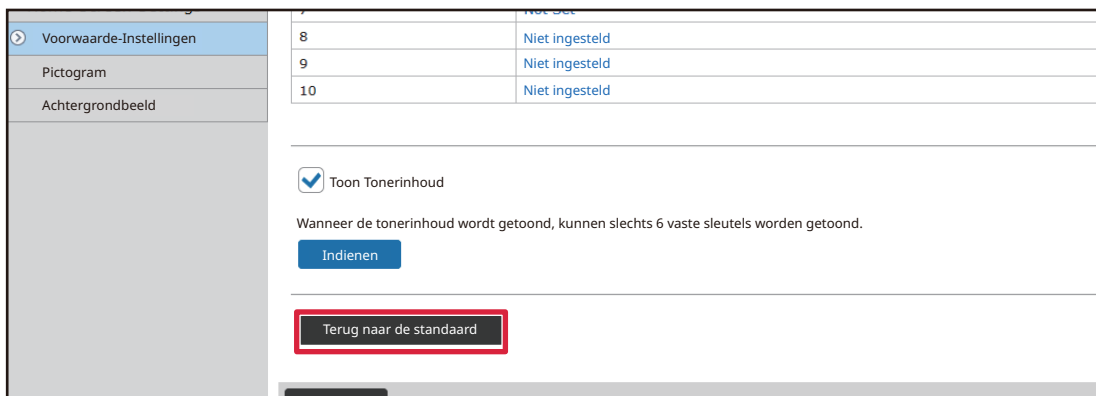 Voorwaarde-Instellingen
Pictogram
Achtergrondbeeld
8 Niet ingesteld
9 Niet ingesteld
10 Niet ingesteld
Toon Tonerinhoud
Wanneer de tonerinhoud wordt getoond, kunnen slechts 6 vaste sleutels worden getoond.
Indienen
Terug naar de standaard